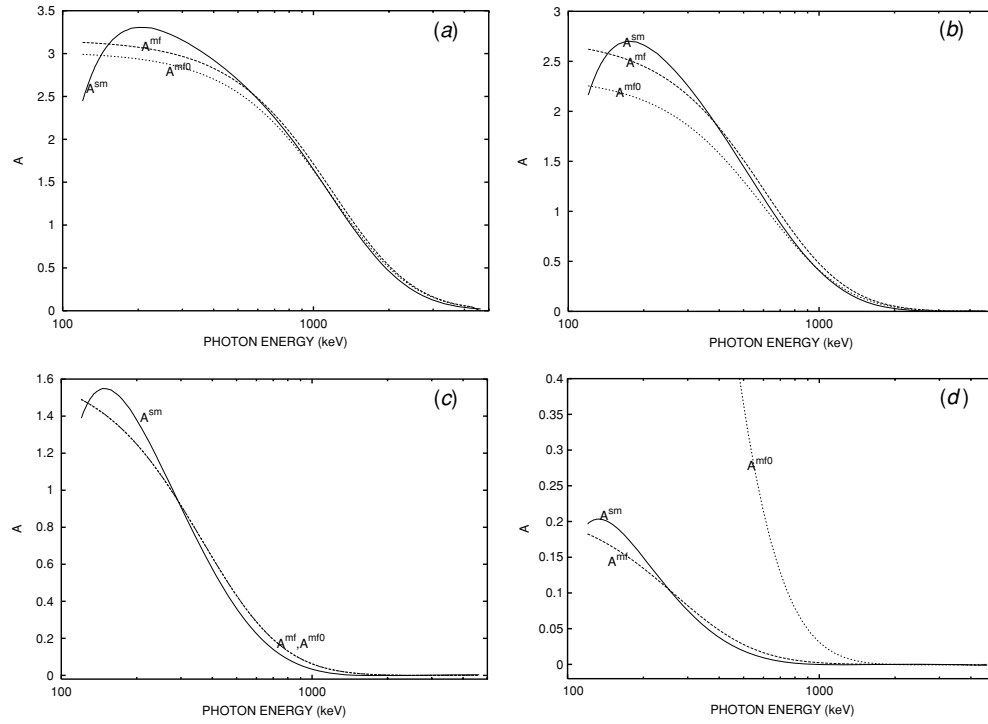 (a)
3.5
3
2.5
2
1.5
1
0.5
0
A
A^sm
A^mf
A^mf0
100
1000
PHOTON ENERGY (keV)
(b)
3
2.5
2
1.5
1
0.5
0
A
A^sm
A^mf
A^mf0
100
1000
PHOTON ENERGY (keV)
(c)
1.6
1.4
1.2
1
0.8
0.6
0.4
0.2
0
A
A^sm
A^mf,A^mf0
100
1000
PHOTON ENERGY (keV)
(d)
0.4
0.35
0.3
0.25
0.2
0.15
0.1
0.05
0
A
A^mf0
A^sm
A^mf
100
1000
PHOTON ENERGY (keV)